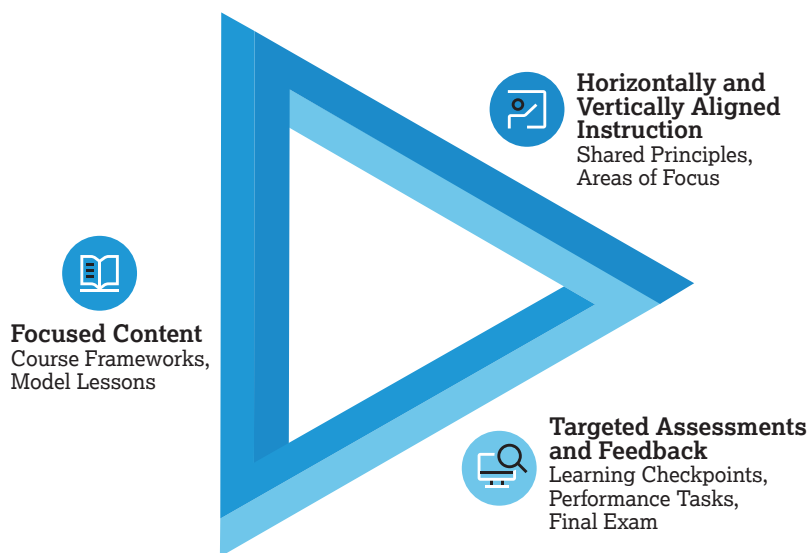 Horizontally and
Vertically Aligned
Instruction
Shared Principles,
Areas of Focus
Focused Content
Course Frameworks,
Model Lessons
Targeted Assessments
and Feedback
Learning Checkpoints,
Performance Tasks,
Final Exam